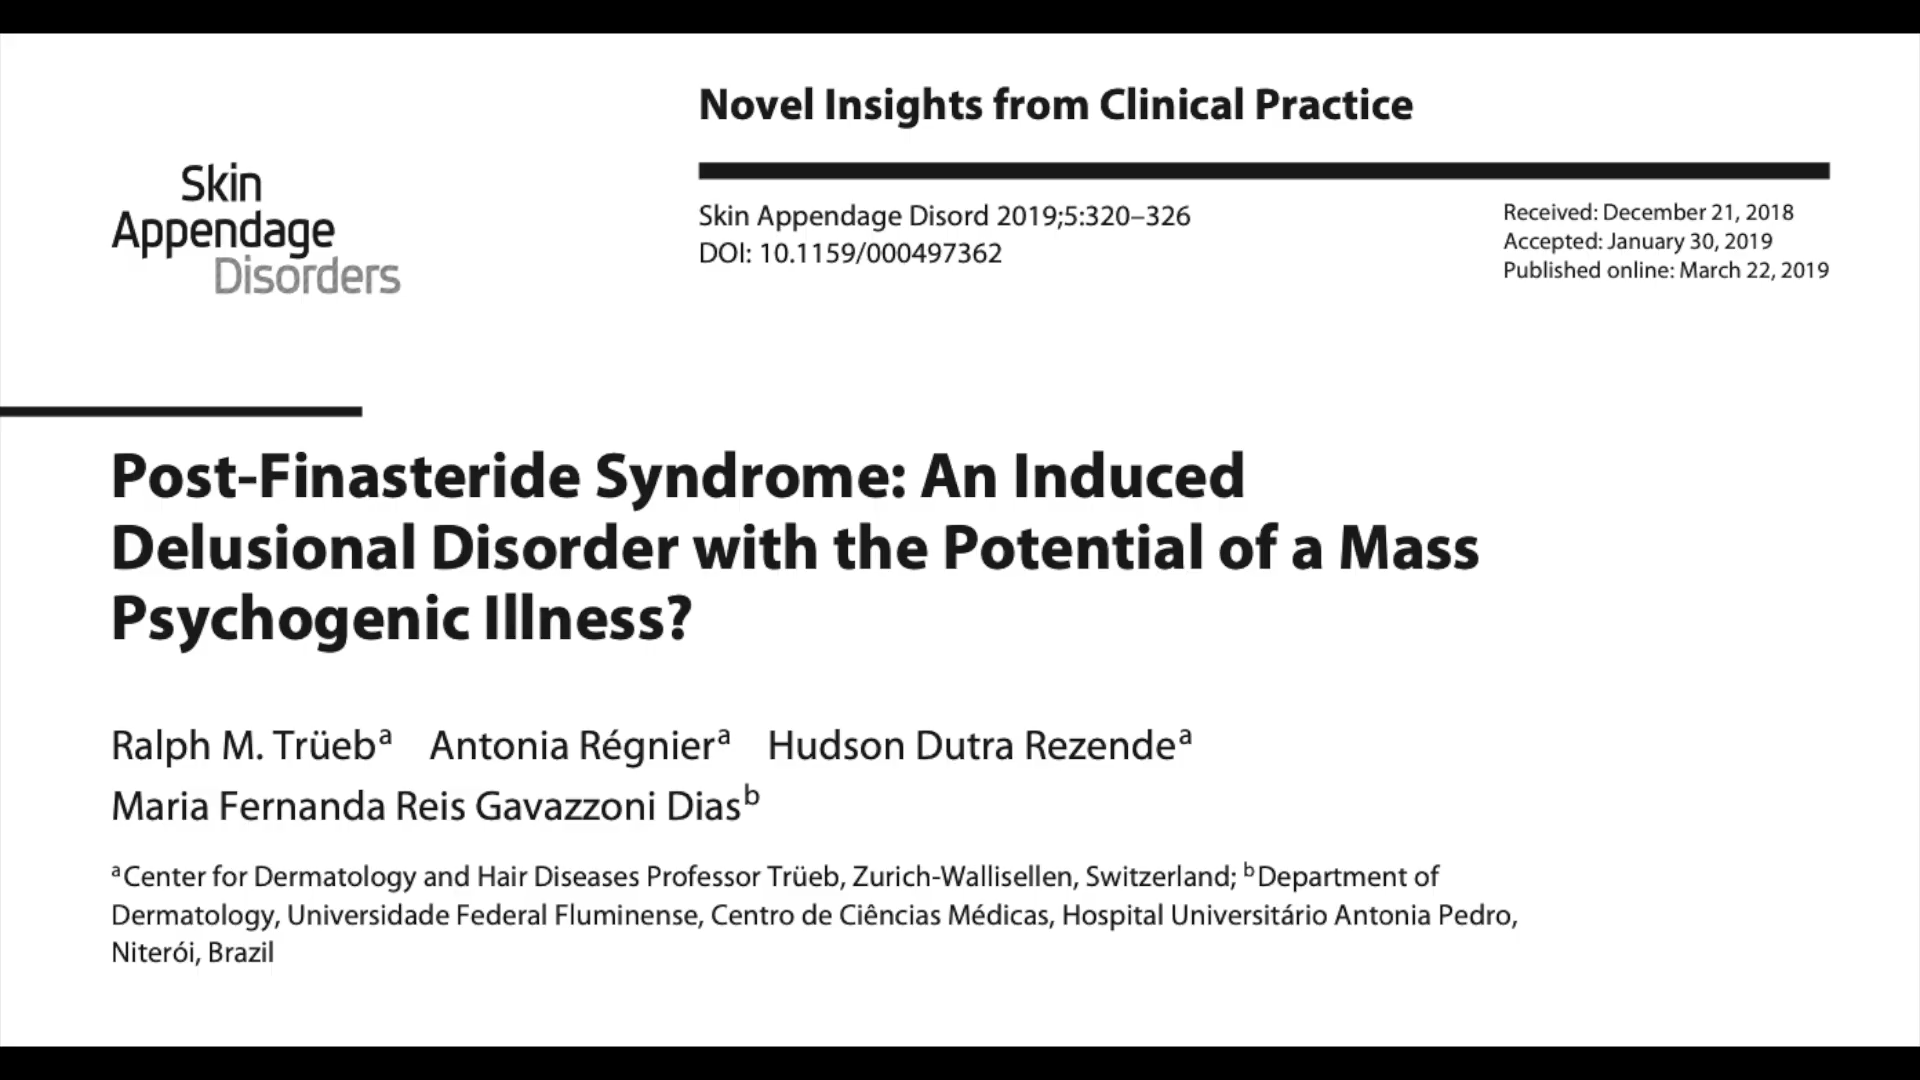 Novel Insights from Clinical Practice
Skin
Appendage
Disorders
Skin Appendage Disord 2019;5:320–326
DOI: 10.1159/000497362
Received: December 21, 2018
Accepted: January 30, 2019
Published online: March 22, 2019
Post-Finasteride Syndrome: An Induced
Delusional Disorder with the Potential of a Mass
Psychogenic Illness?
Ralph M. Trüebᵃ Antonia Régnierᵃ Hudson Dutra Rezendeᵃ
Maria Fernanda Reis Gavazzoni Diasᵇ
ᵃCenter for Dermatology and Hair Diseases Professor Trüeb, Zurich-Wallisellen, Switzerland; ᵇDepartment of
Dermatology, Universidade Federal Fluminense, Centro de Ciências Médicas, Hospital Universitário Antonia Pedro,
Niterói, Brazil